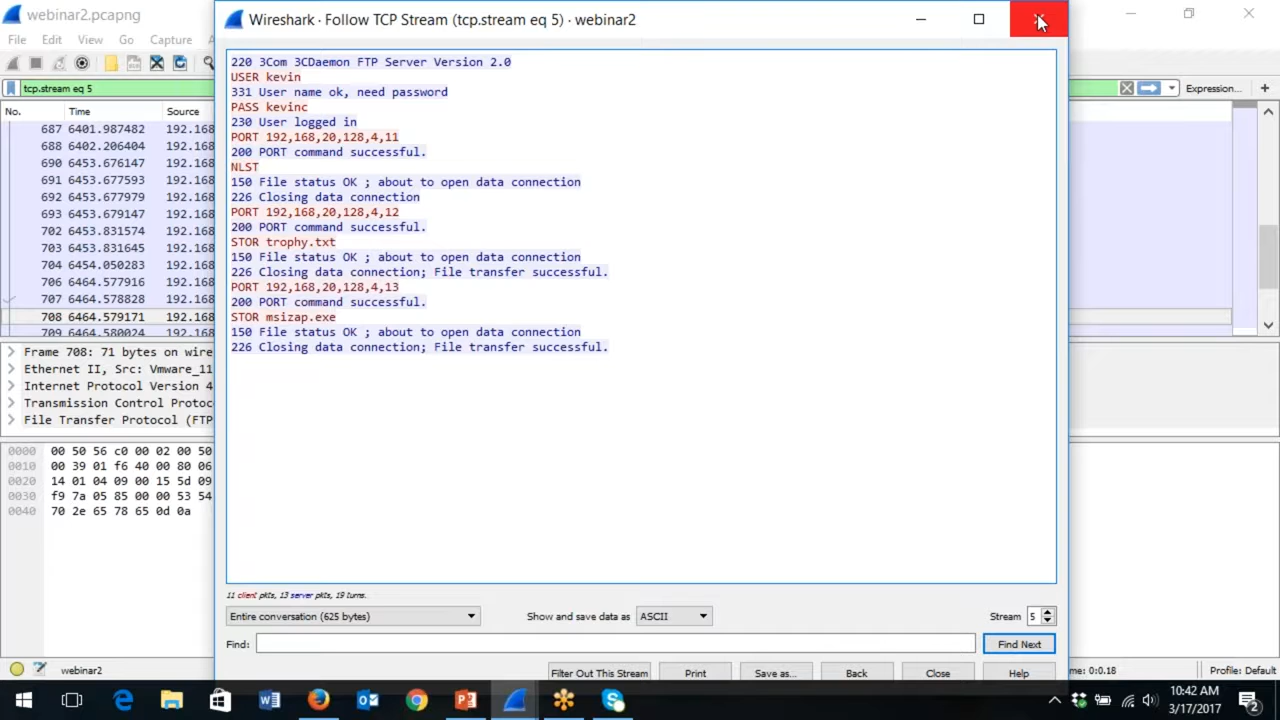 webinar2.pcapng
Wireshark · Follow TCP Stream (tcp.stream eq 5) · webinar2
File Edit View Go Capture
tcp.stream eq 5
Expression...
+
No. Time Source
687 6401.987482 192.168
688 6402.206404 192.168
690 6453.676147 192.168
691 6453.677593 192.168
692 6453.677979 192.168
693 6453.679147 192.168
702 6453.831574 192.168
703 6453.831645 192.168
704 6454.050283 192.168
706 6464.577916 192.168
707 6464.578828 192.168
708 6464.579171 192.168
709 6464.580024 192.168
Frame 708: 71 bytes on wire
Ethernet II, Src: Vmware_11
Internet Protocol Version 4
Transmission Control Protoc
File Transfer Protocol (FTP
0000 00 50 56 c0 00 02 00 50
0010 00 39 01 f6 40 00 80 06
0020 14 01 04 09 00 15 5d 09
0030 f9 7a 05 85 00 00 53 54
0040 70 2e 65 78 65 0d 0a
220 3Com 3CDaemon FTP Server Version 2.0
USER kevin
331 User name ok, need password
PASS kevinc
230 User logged in
PORT 192,168,20,128,4,11
200 PORT command successful.
NLST
150 File status OK ; about to open data connection
226 Closing data connection
PORT 192,168,20,128,4,12
200 PORT command successful.
STOR trophy.txt
150 File status OK ; about to open data connection
226 Closing data connection; File transfer successful.
PORT 192,168,20,128,4,13
200 PORT command successful.
STOR msizap.exe
150 File status OK ; about to open data connection
226 Closing data connection; File transfer successful.
11 client pkts, 13 server pkts, 19 turns.
Entire conversation (625 bytes)
Show and save data as ASCII
Stream 5
Find:
Find Next
Filter Out This Stream Print Save as... Back Close Help
webinar2
me: 0:0.18
Profile: Default
10:42 AM
3/17/2017
2